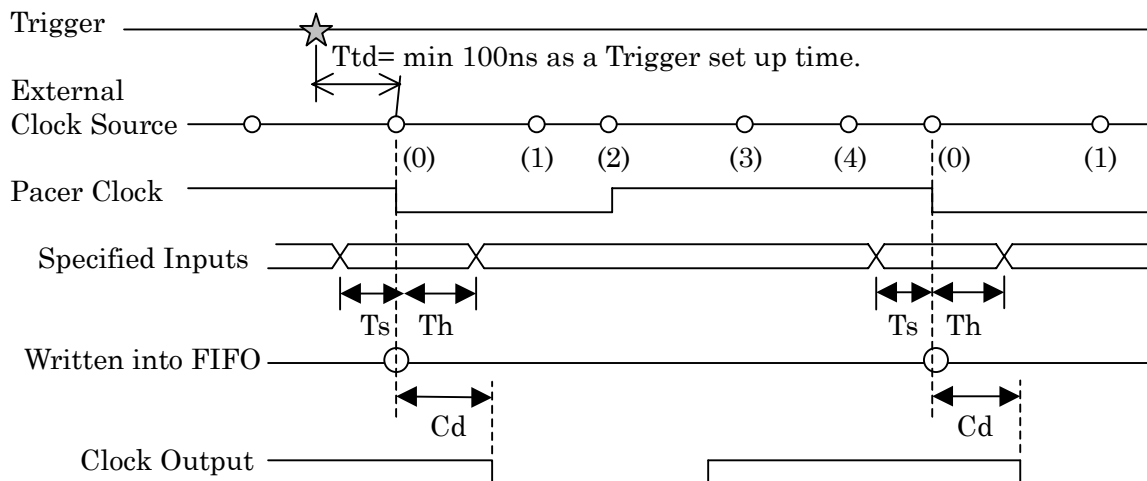 Trigger
Ttd= min 100ns as a Trigger set up time.
External
Clock Source
(0) (1) (2) (3) (4) (0) (1)
Pacer Clock
Specified Inputs
Ts Th Ts Th
Written into FIFO
Cd Cd
Clock Output